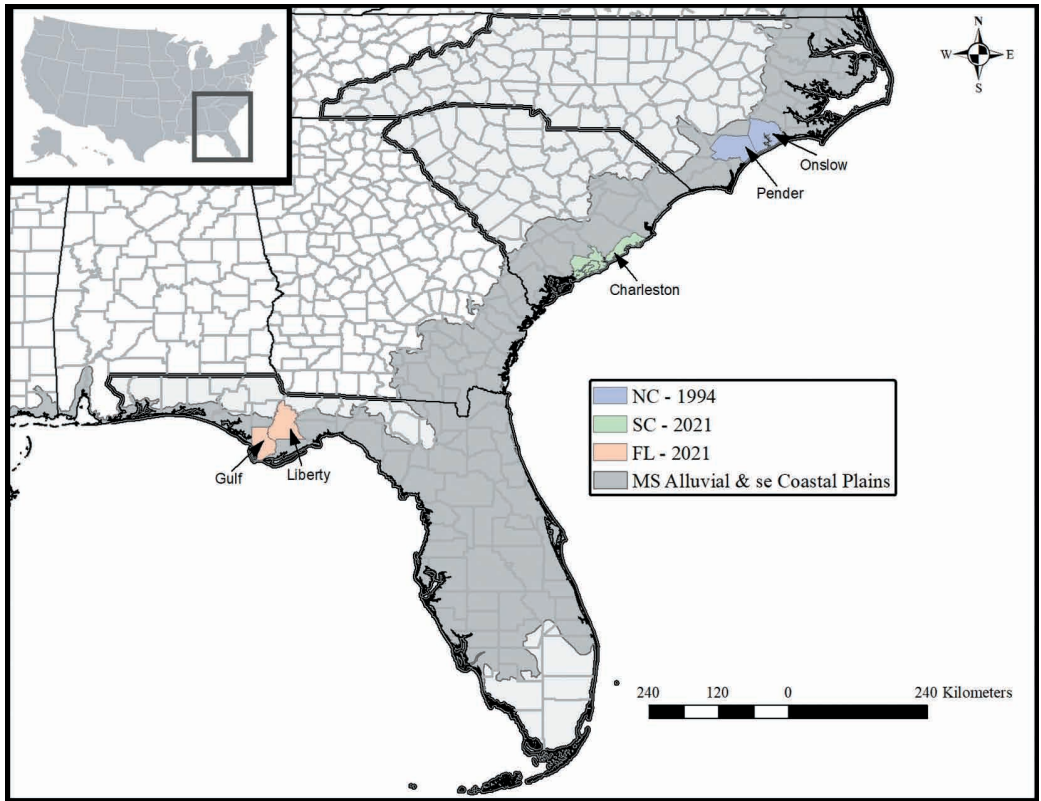 N
W E
S
Onslow
Pender
Charleston
NC - 1994
SC - 2021
FL - 2021
MS Alluvial & se Coastal Plains
Gulf
Liberty
240 120 0 240 Kilometers